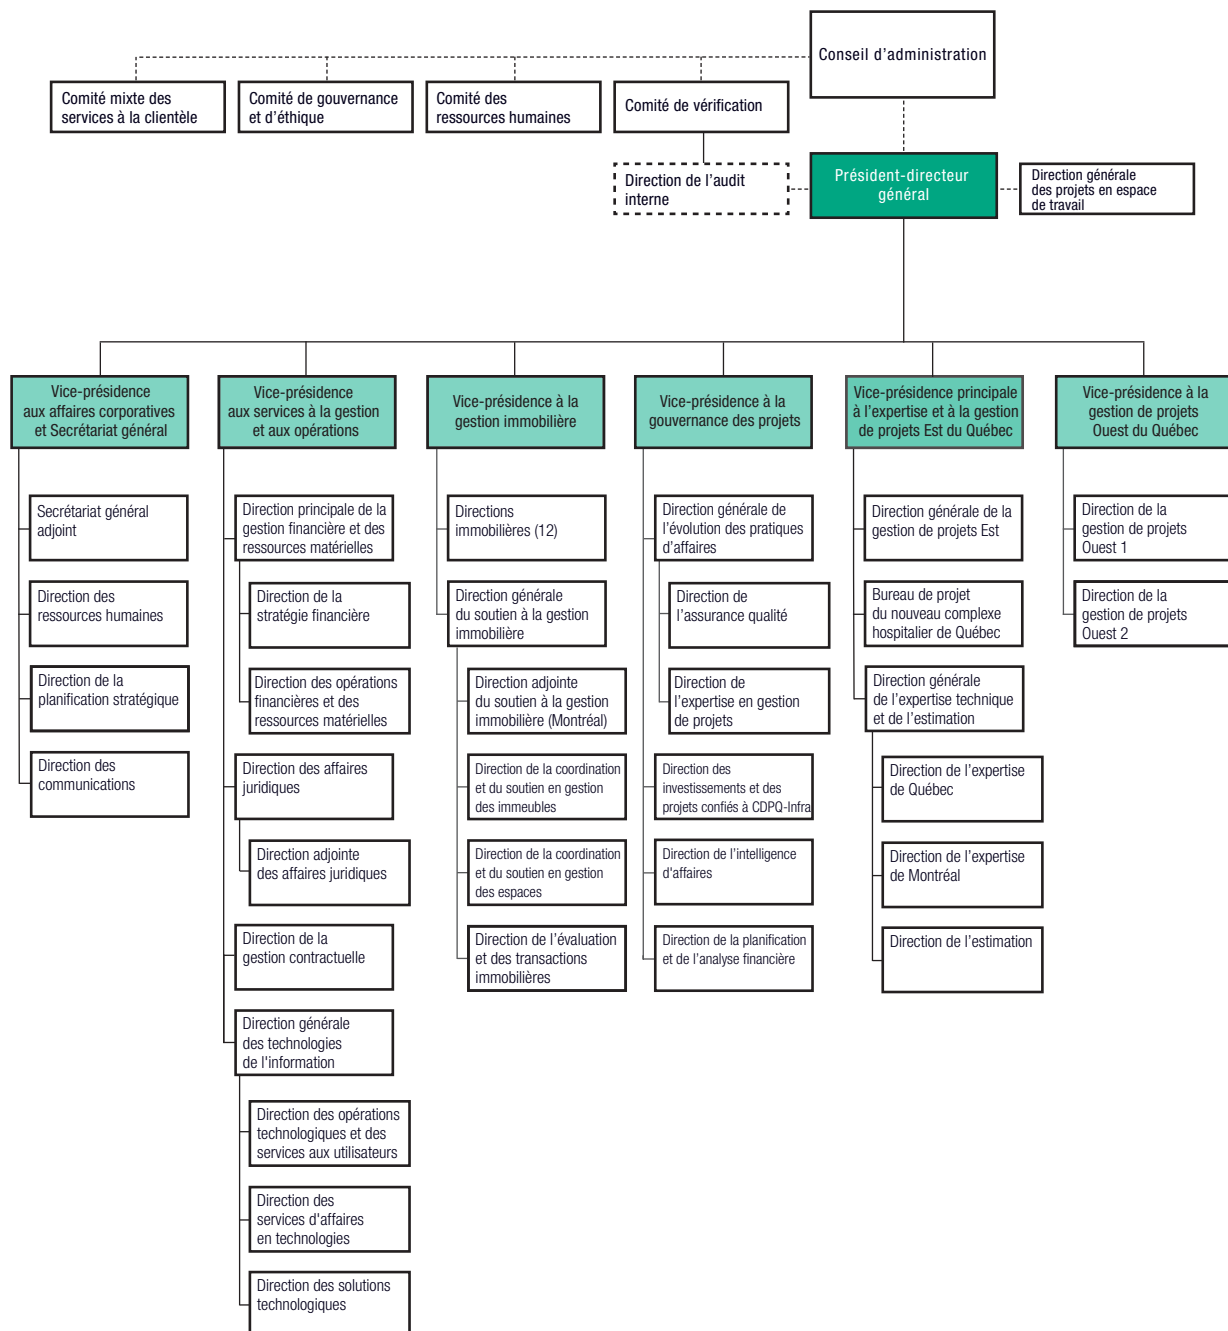 Conseil d'administration
Comité mixte des
services à la clientèle
Comité de gouvernance
et d'éthique
Comité des
ressources humaines
Comité de vérification
Direction de l'audit
interne
Président-directeur
général
Direction générale
des projets en espace
de travail
Vice-présidence
aux affaires corporatives
et Secrétariat général
Secrétariat général
adjoint
Direction des
ressources humaines
Direction de la
planification stratégique
Direction des
communications
Vice-présidence
aux services à la gestion
et aux opérations
Direction principale de la
gestion financière et des
ressources matérielles
Direction de la
stratégie financière
Direction des opérations
financières et des
ressources matérielles
Direction des affaires
juridiques
Direction adjointe
des affaires juridiques
Direction de la
gestion contractuelle
Direction générale
des technologies
de l'information
Direction des opérations
technologiques et des
services aux utilisateurs
Direction des
services d'affaires
en technologies
Direction des solutions
technologiques
Vice-présidence à la
gestion immobilière
Directions
immobilières (12)
Direction générale
du soutien à la gestion
immobilière
Direction adjointe
du soutien à la gestion
immobilière (Montréal)
Direction de la coordination
et du soutien en gestion
des immeubles
Direction de la coordination
et du soutien en gestion
des espaces
Direction de l'évaluation
et des transactions
immobilières
Vice-présidence à la
gouvernance des projets
Direction générale de
l'évolution des pratiques
d'affaires
Direction de
l'assurance qualité
Direction de
l'expertise en gestion
de projets
Direction des
investissements et des
projets confiés à CDPQ-Infra
Direction de l'intelligence
d'affaires
Direction de la planification
et de l'analyse financière
Vice-présidence principale
à l'expertise et à la gestion
de projets Est du Québec
Direction générale de la
gestion de projets Est
Bureau de projet
du nouveau complexe
hospitalier de Québec
Direction générale
de l'expertise technique
et de l'estimation
Direction de l'expertise
de Québec
Direction de l'expertise
de Montréal
Direction de l'estimation
Vice-présidence à la
gestion de projets
Ouest du Québec
Direction de la
gestion de projets
Ouest 1
Direction de la
gestion de projets
Ouest 2